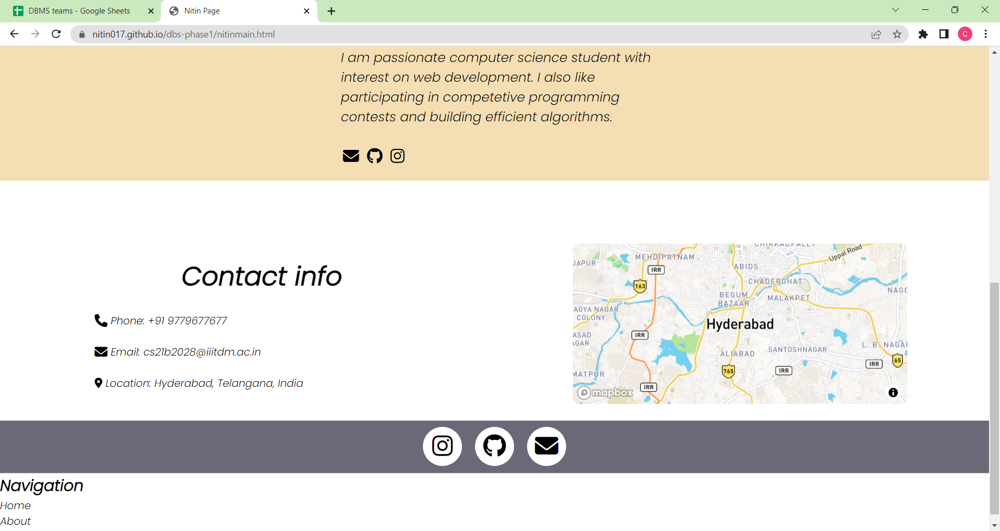 DBMS teams - Google Sheets
Nitin Page
nitin017.github.io/dbs-phase1/nitinmain.html
C
I am passionate computer science student with
interest on web development. I also like
participating in competetive programming
contests and building efficient algorithms.
Contact info
Phone: +91 9779677677
Email: cs21b2028@iiitdm.ac.in
Location: Hyderabad, Telangana, India
CHIKKADPALLY
Uppal Road
MEHDIPATNAM
JAPUR
IRR
ABIDS
163
CHADERGHAT
NAGO
BEGUM
BAZAAR
MALAKPET
AGYA NAGAR
COLONY
Hyderabad
IRR
ASAD
AGAR
L. B. NAGAR
SANTOSHNAGAR
ALIABAD
65
IRR
765
IRR
MATPUR
IRR
mapbox
Navigation
Home
About